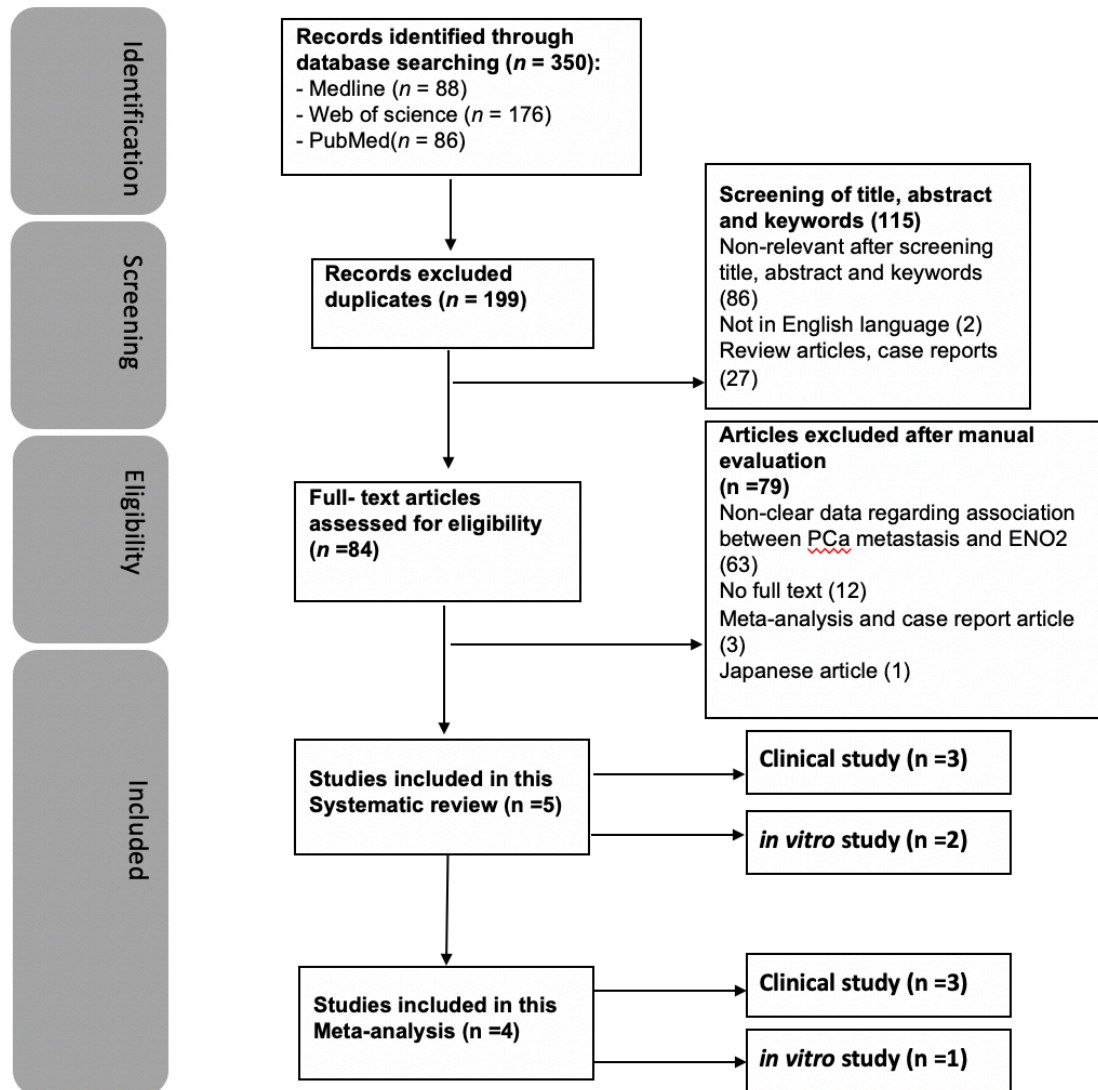 Identification
Records identified through
database searching (n = 350):
- Medline (n = 88)
- Web of science (n = 176)
- PubMed(n = 86)
Screening
Records excluded
duplicates (n = 199)
Screening of title, abstract
and keywords (115)
Non-relevant after screening
title, abstract and keywords
(86)
Not in English language (2)
Review articles, case reports
(27)
Eligibility
Full- text articles
assessed for eligibility
(n =84)
Articles excluded after manual
evaluation
(n =79)
Non-clear data regarding association
between PCa metastasis and ENO2
(63)
No full text (12)
Meta-analysis and case report article
(3)
Japanese article (1)
Included
Studies included in this
Systematic review (n =5)
Clinical study (n =3)
in vitro study (n =2)
Studies included in this
Meta-analysis (n =4)
Clinical study (n =3)
in vitro study (n =1)